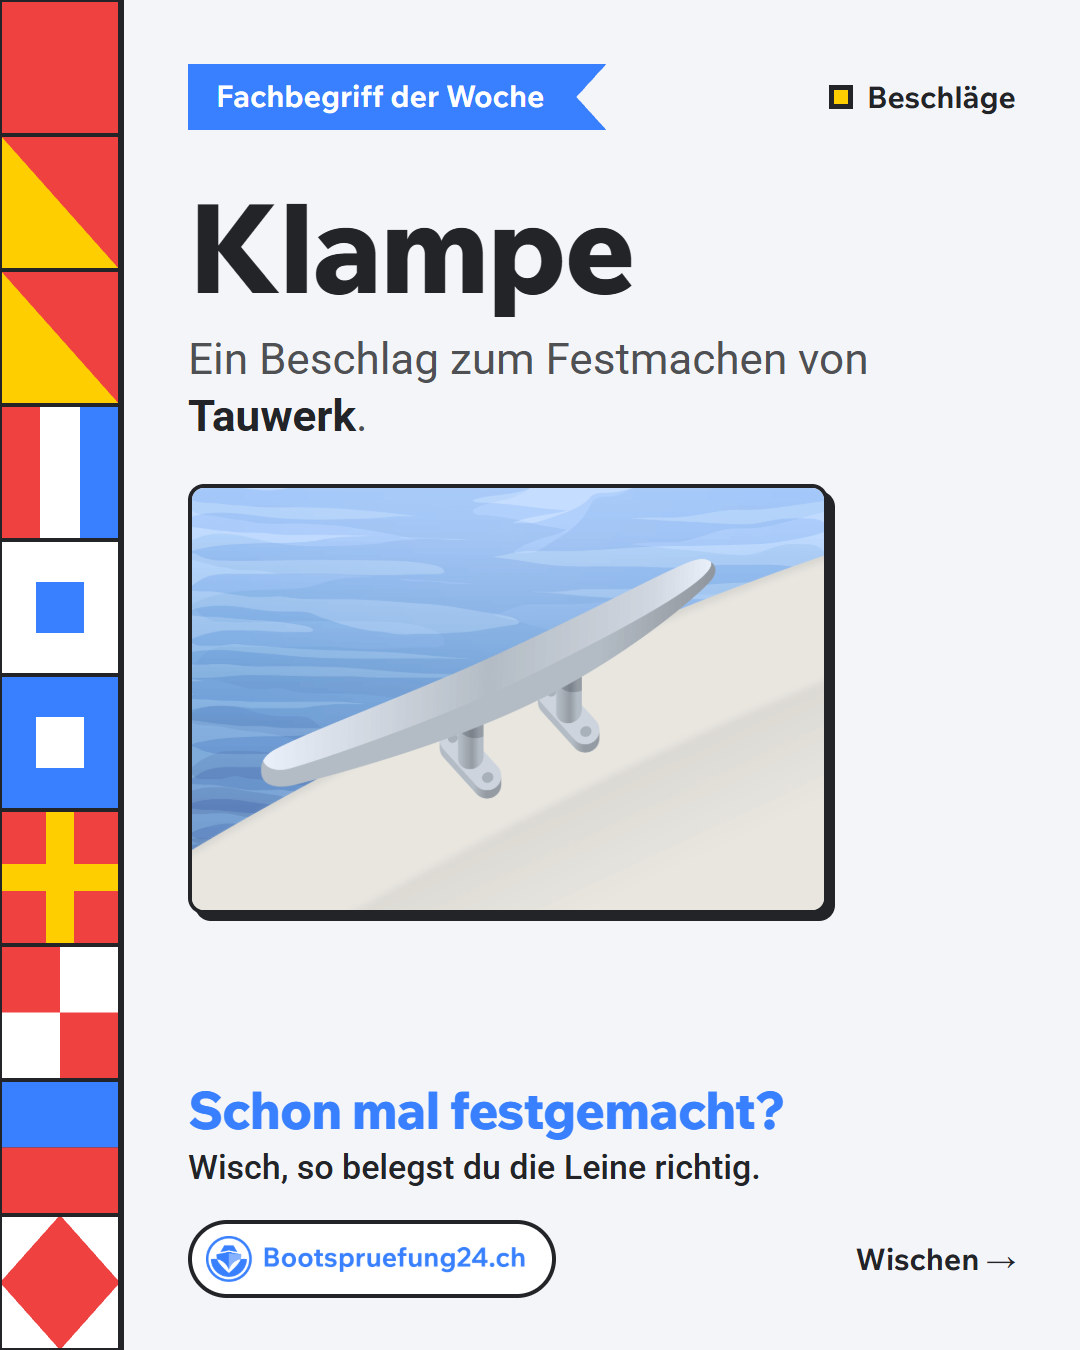 Fachbegriff der Woche
Beschläge
Klampe
Ein Beschlag zum Festmachen von
Tauwerk.
Schon mal festgemacht?
Wisch, so belegst du die Leine richtig.
Bootspruefung24.ch
Wischen →